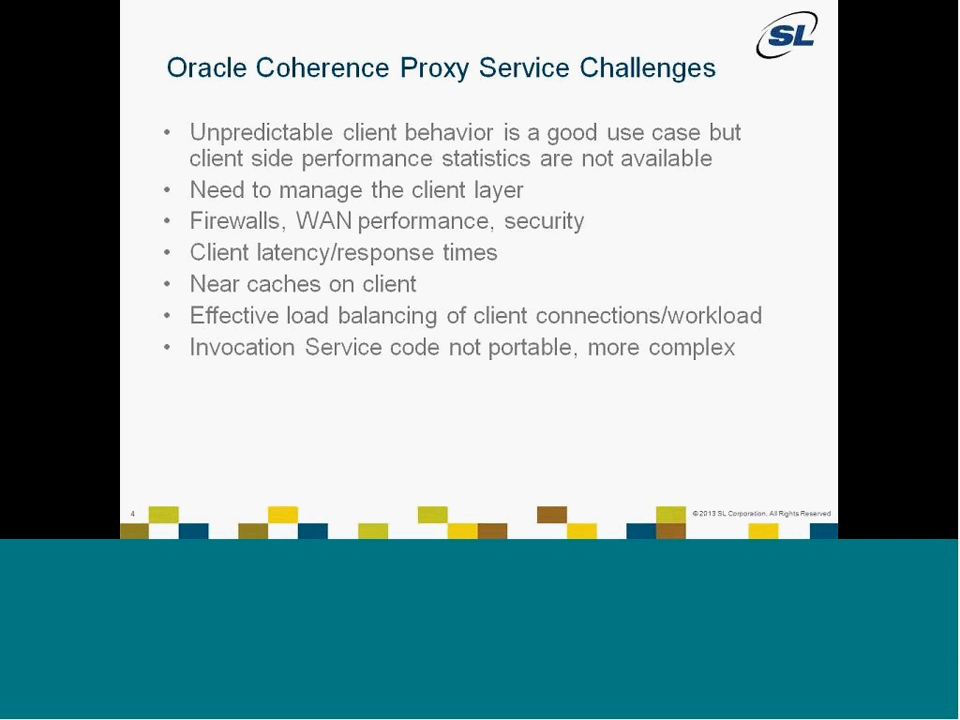 SL
Oracle Coherence Proxy Service Challenges
• Unpredictable client behavior is a good use case but
client side performance statistics are not available
• Need to manage the client layer
• Firewalls, WAN performance, security
• Client latency/response times
• Near caches on client
• Effective load balancing of client connections/workload
• Invocation Service code not portable, more complex
4
© 2013 SL Corporation. All Rights Reserved